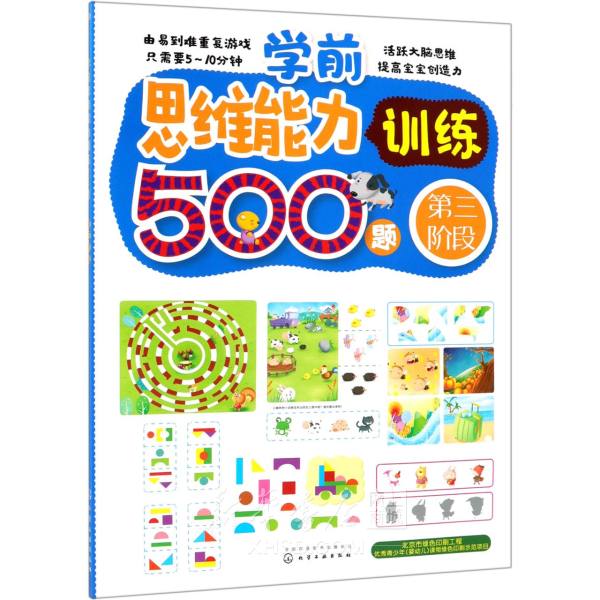 由易到难重复游戏
只需要5~10分钟
学前
活跃大脑思维
提高宝宝创造力
思维能力
训练
500题
第三
阶段
北京市绿色印刷工程
优秀青少年(婴幼儿)读物绿色印刷示范项目
化学工业出版社